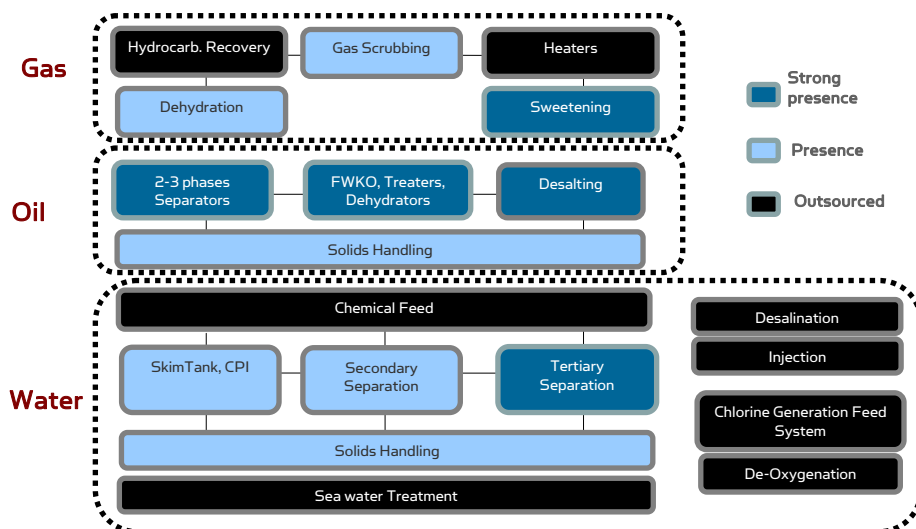 Gas
Hydrocarb. Recovery
Gas Scrubbing
Heaters
Dehydration
Sweetening
Strong
presence
Presence
Outsourced
Oil
2-3 phases
Separators
FWKO, Treaters,
Dehydrators
Desalting
Solids Handling
Water
Chemical Feed
SkimTank, CPI
Secondary
Separation
Tertiary
Separation
Solids Handling
Sea water Treatment
Desalination
Injection
Chlorine Generation Feed
System
De-Oxygenation